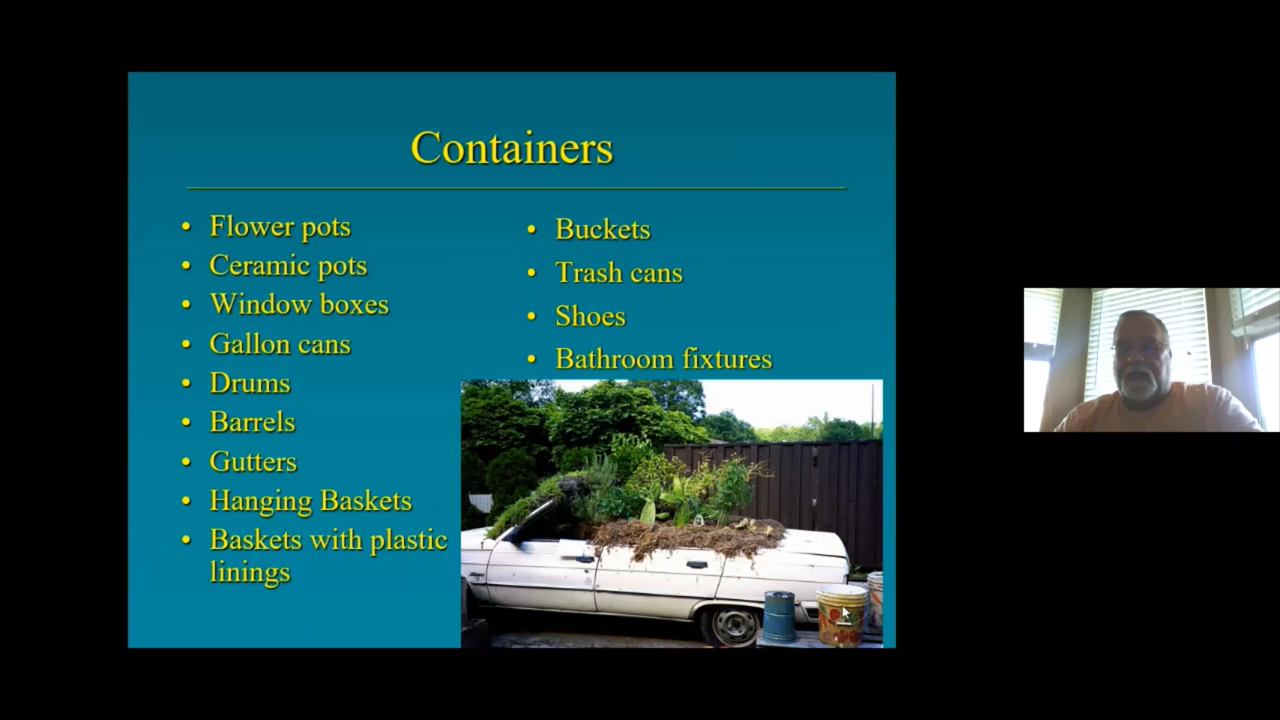 Containers
• Flower pots
• Ceramic pots
• Window boxes
• Gallon cans
• Drums
• Barrels
• Gutters
• Hanging Baskets
• Baskets with plastic
linings
• Buckets
• Trash cans
• Shoes
• Bathroom fixtures